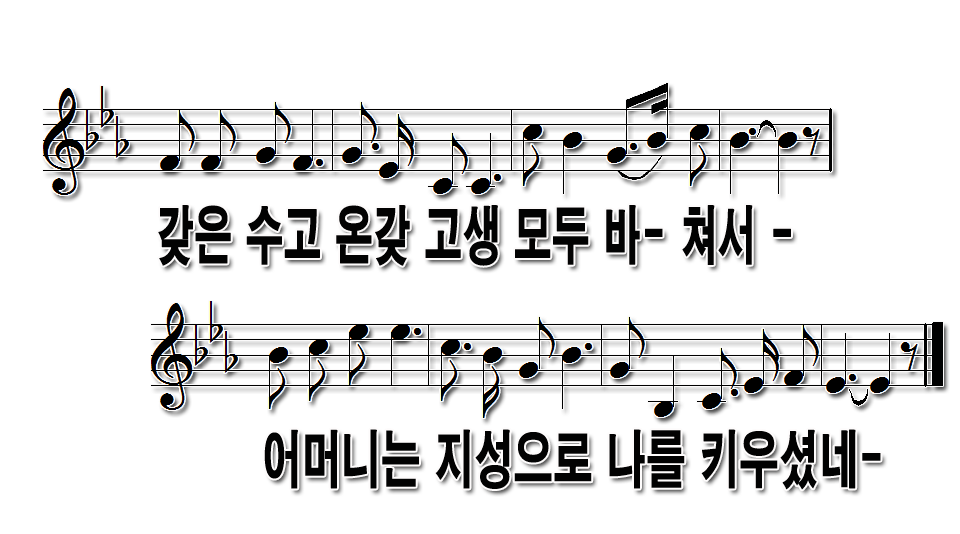 갖은 수고 온갖 고생 모두 바- 쳐서 -
어머니는 지성으로 나를 키우셨네-